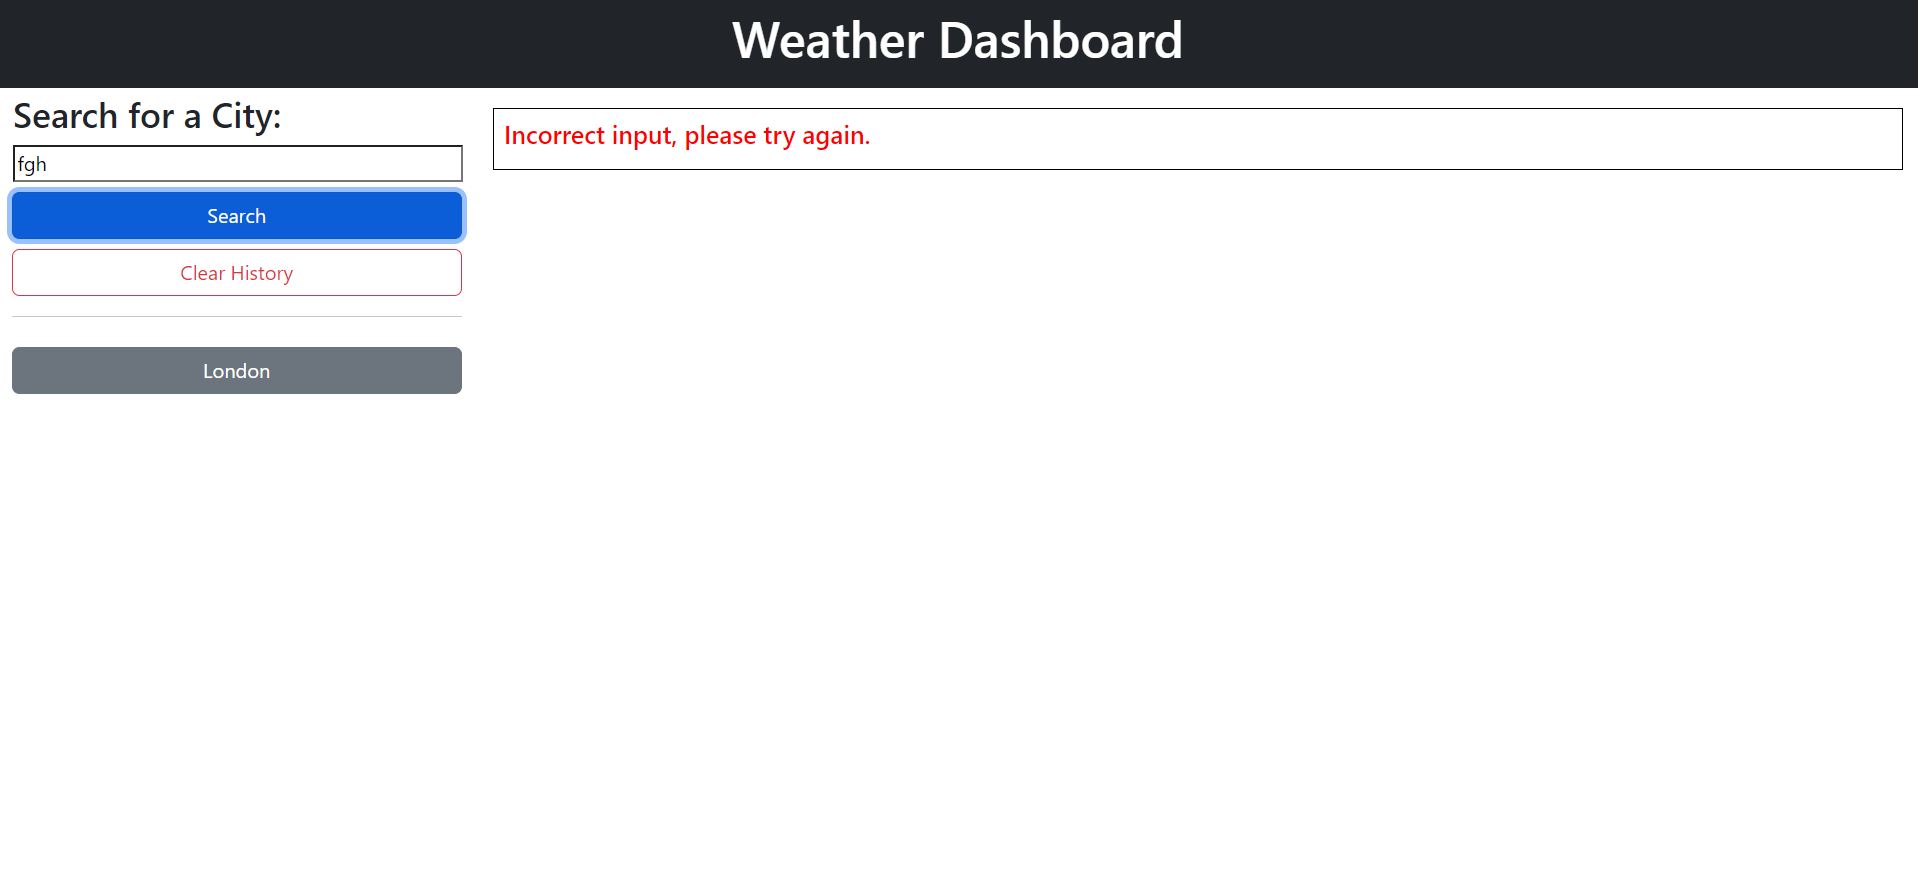 Weather Dashboard
Search for a City:
fgh
Search
Clear History
London
Incorrect input, please try again.